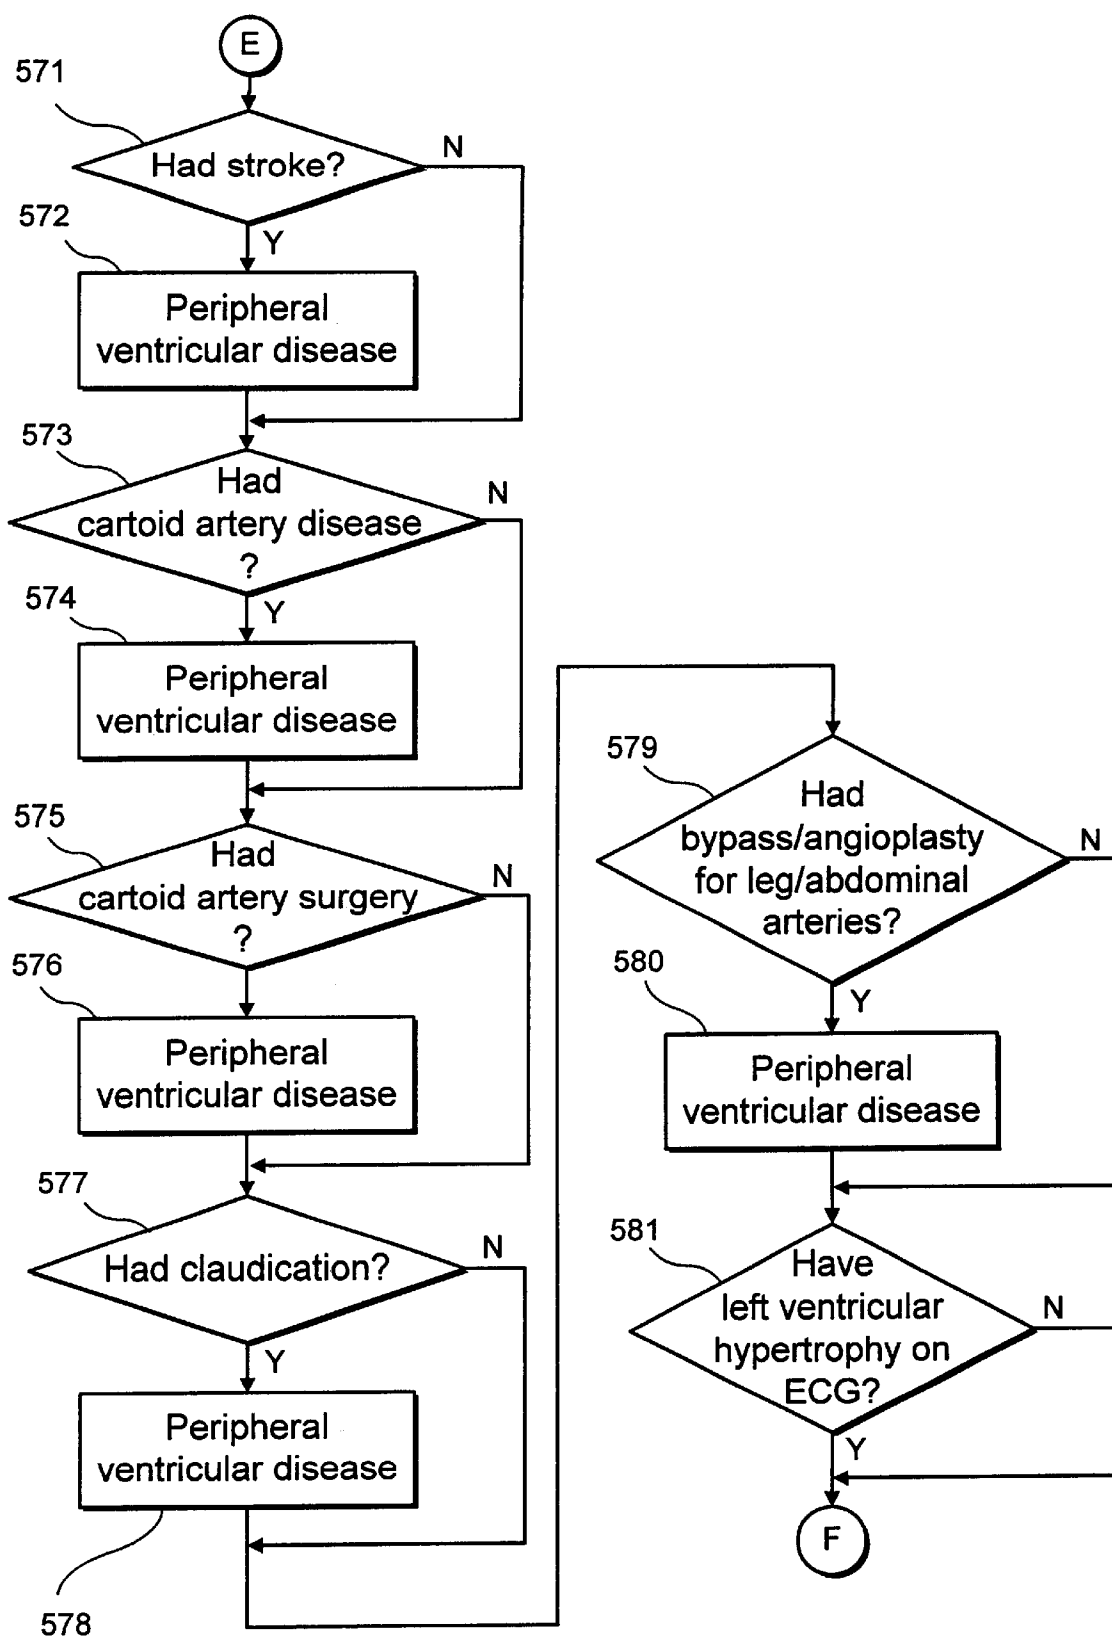 E
571
Had stroke?
N
Y
572
Peripheral
ventricular disease
573
Had
cartoid artery disease
?
N
Y
574
Peripheral
ventricular disease
575
Had
cartoid artery surgery
?
N
576
Peripheral
ventricular disease
577
Had claudication?
N
Y
Peripheral
ventricular disease
578
579
Had
bypass/angioplasty
for leg/abdominal
arteries?
N
Y
580
Peripheral
ventricular disease
581
Have
left ventricular
hypertrophy on
ECG?
N
Y
F